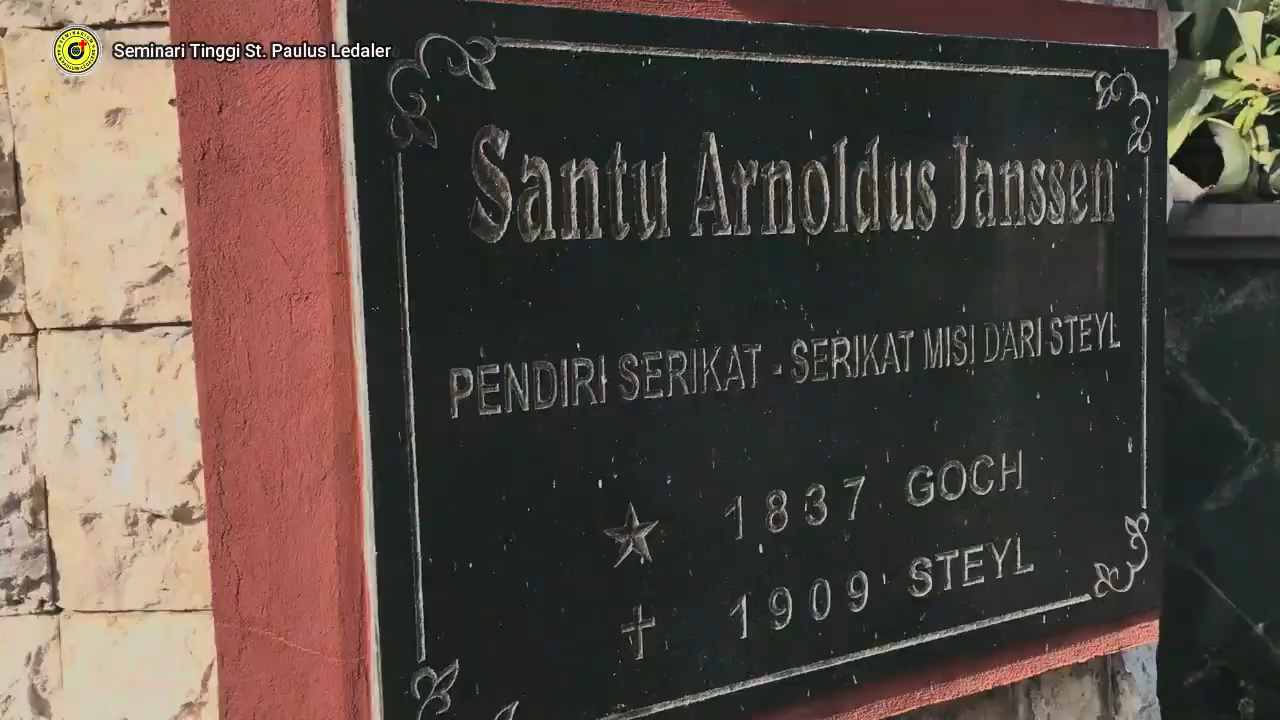 Seminari Tinggi St. Paulus Ledaler
Santu Arnoldus Janssen
PENDIRI SERIKAT - SERIKAT MISI DARI STEYL
1837 GOCH
1909 STEYL